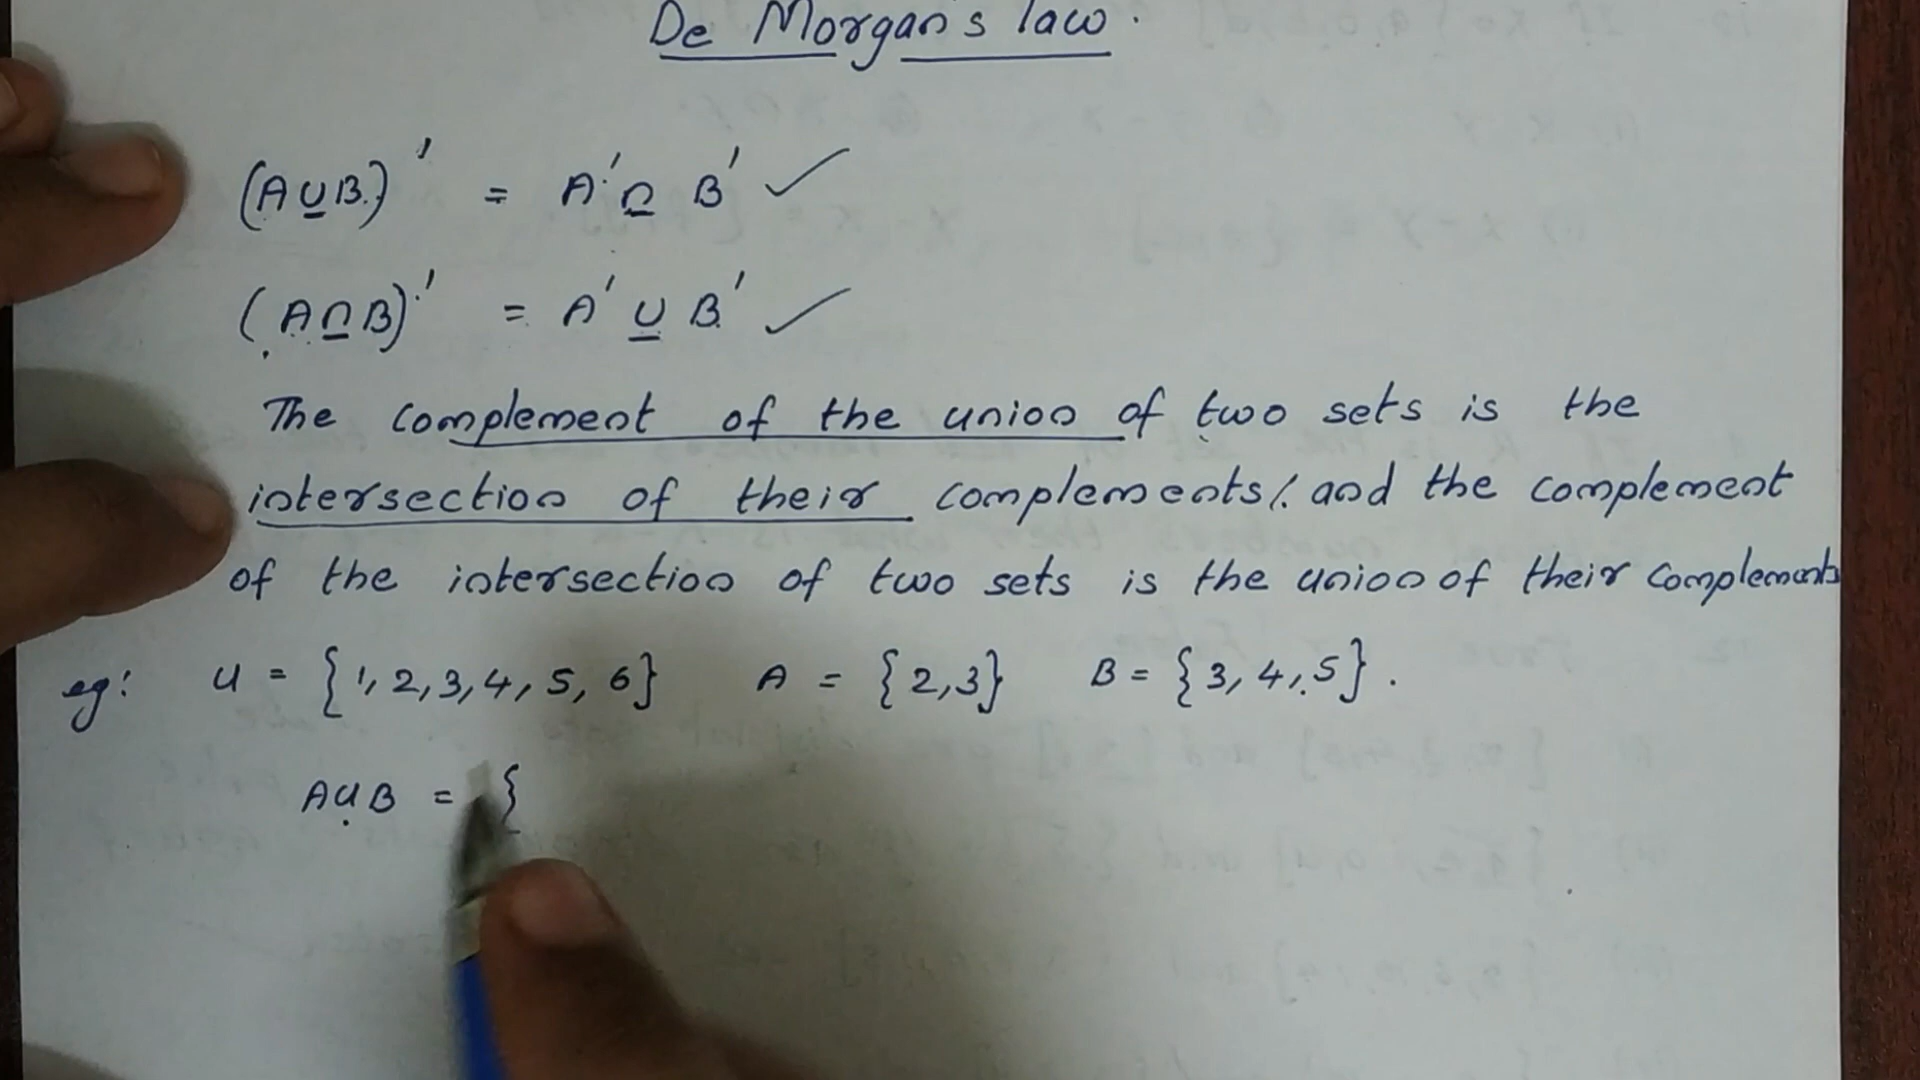 De Morgan's law.
(A∪B)' = A' ∩ B' ✓
(A∩B)' = A' ∪ B' ✓
The complement of the union of two sets is the
intersection of their complements/. and the complement
of the intersection of two sets is the union of their complements
eg: U = {1, 2, 3, 4, 5, 6} A = {2,3} B = {3, 4, 5}.
A∪B = {